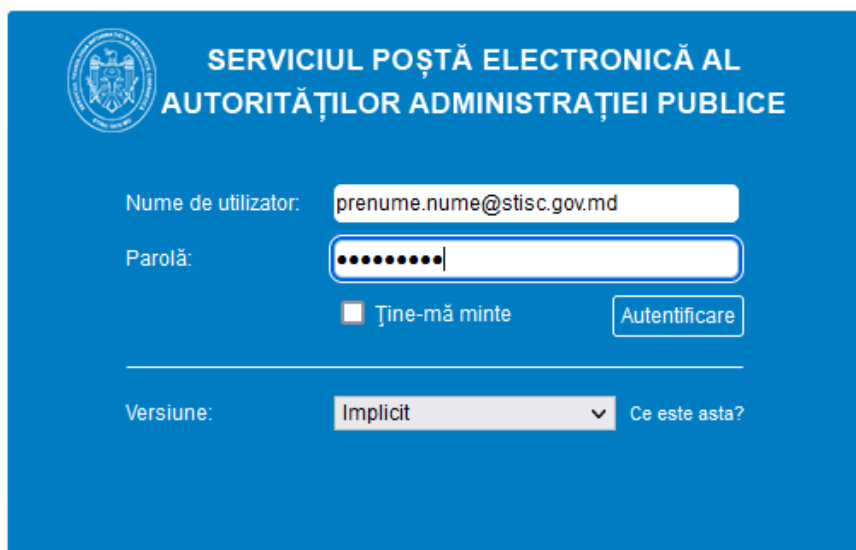 SERVICIUL POȘTĂ ELECTRONICĂ AL
AUTORITĂȚILOR ADMINISTRAȚIEI PUBLICE
Nume de utilizator: prenume.nume@stisc.gov.md
Parolă: •••••••••
Ţine-mă minte Autentificare
Versiune: Implicit Ce este asta?